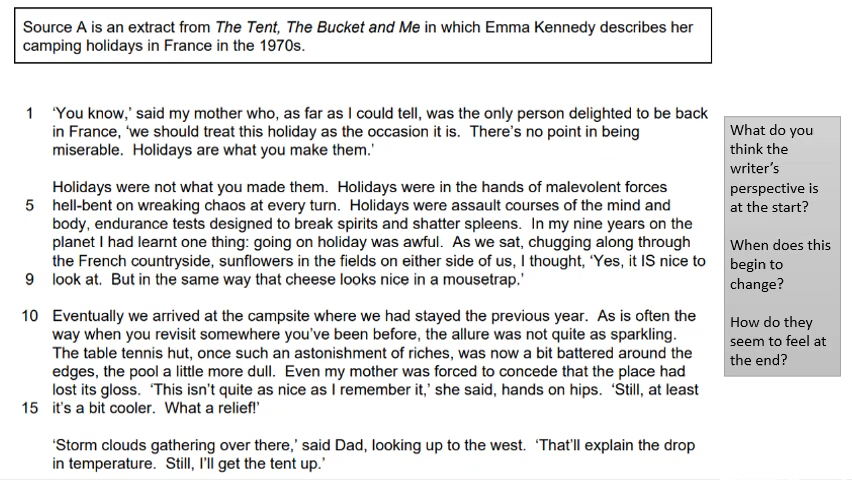 Source A is an extract from The Tent, The Bucket and Me in which Emma Kennedy describes her
camping holidays in France in the 1970s.
1 ‘You know,’ said my mother who, as far as I could tell, was the only person delighted to be back
in France, ‘we should treat this holiday as the occasion it is. There’s no point in being
miserable. Holidays are what you make them.’
Holidays were not what you made them. Holidays were in the hands of malevolent forces
5 hell-bent on wreaking chaos at every turn. Holidays were assault courses of the mind and
body, endurance tests designed to break spirits and shatter spleens. In my nine years on the
planet I had learnt one thing: going on holiday was awful. As we sat, chugging along through
the French countryside, sunflowers in the fields on either side of us, I thought, ‘Yes, it IS nice to
9 look at. But in the same way that cheese looks nice in a mousetrap.’
10 Eventually we arrived at the campsite where we had stayed the previous year. As is often the
way when you revisit somewhere you’ve been before, the allure was not quite as sparkling.
The table tennis hut, once such an astonishment of riches, was now a bit battered around the
edges, the pool a little more dull. Even my mother was forced to concede that the place had
lost its gloss. ‘This isn’t quite as nice as I remember it,’ she said, hands on hips. ‘Still, at least
15 it’s a bit cooler. What a relief!’
‘Storm clouds gathering over there,’ said Dad, looking up to the west. ‘That’ll explain the drop
in temperature. Still, I’ll get the tent up.’
What do you
think the
writer’s
perspective is
at the start?
When does this
begin to
change?
How do they
seem to feel at
the end?